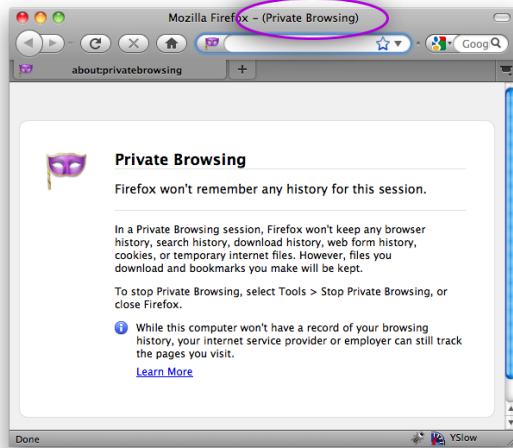 Mozilla Firefox – (Private Browsing)
Goog
about:privatebrowsing
Private Browsing
Firefox won't remember any history for this session.
In a Private Browsing session, Firefox won't keep any browser
history, search history, download history, web form history,
cookies, or temporary internet files. However, files you
download and bookmarks you make will be kept.
To stop Private Browsing, select Tools > Stop Private Browsing, or
close Firefox.
While this computer won't have a record of your browsing
history, your internet service provider or employer can still track
the pages you visit.
Learn More
Done
YSlow